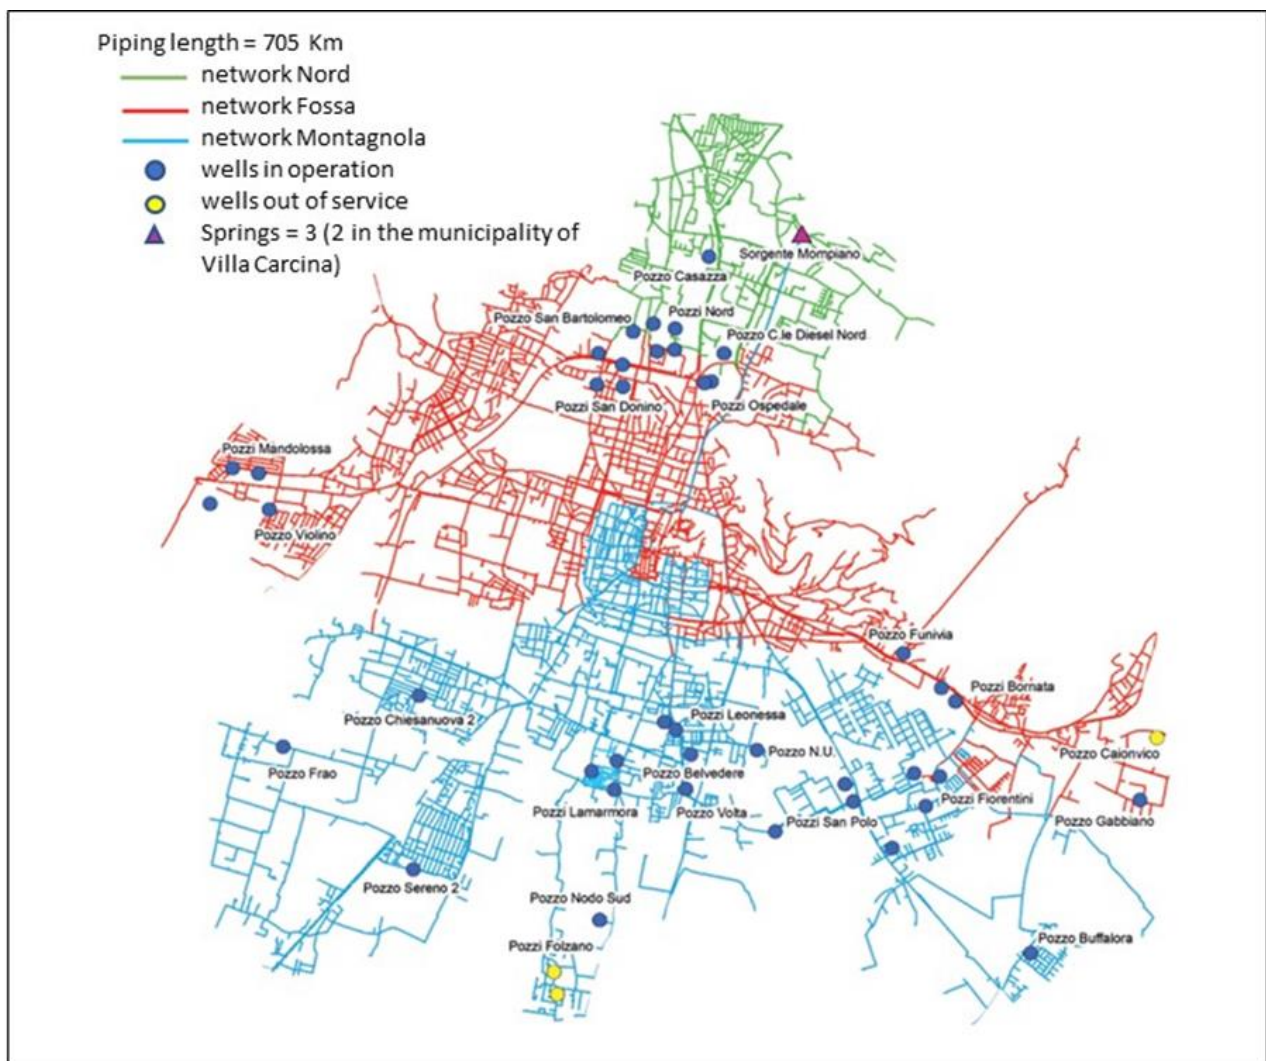 Piping length = 705 Km
network Nord
network Fossa
network Montagnola
wells in operation
wells out of service
Springs = 3 (2 in the municipality of
Villa Carcina)
Sorgente Mompiano
Pozzo Casazza
Pozzo San Bartolomeo
Pozzi Nord
Pozzo C.le Diesel Nord
Pozzi San Donino
Pozzi Ospedale
Pozzi Mandolossa
Pozzo Violino
Pozzo Funivia
Pozzi Bornata
Pozzo Chiesanuova 2
Pozzi Leonessa
Pozzo Caionvico
Pozzo N.U.
Pozzo Frao
Pozzo Belvedere
Pozzi Fiorentini
Pozzi Lamarmora
Pozzo Volta
Pozzi San Polo
Pozzo Gabbiano
Pozzo Sereno 2
Pozzo Nodo Sud
Pozzi Folzano
Pozzo Buffalora